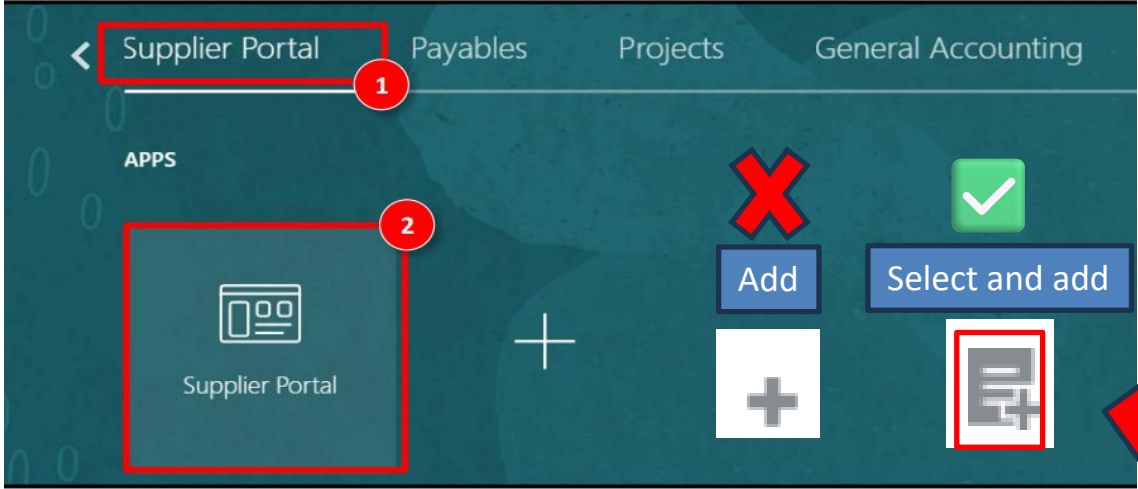 Supplier Portal Payables Projects General Accounting
1
APPS
2
Add Select and add
Supplier Portal